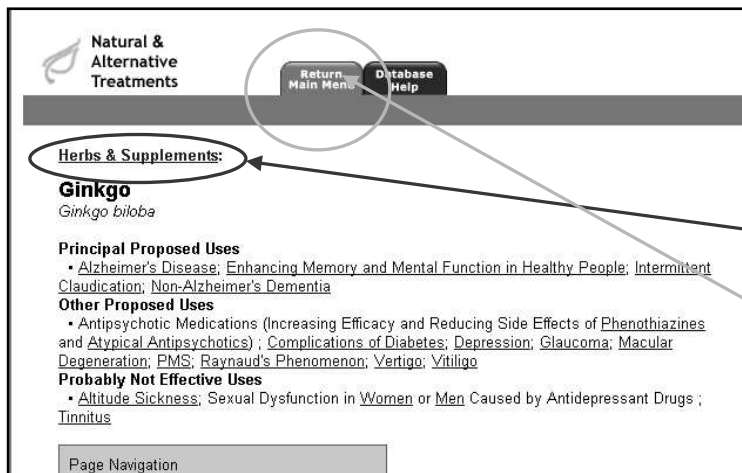 Natural &
Alternative
Treatments
Return
Main Menu
Database
Help
Herbs & Supplements:
Ginkgo
Ginkgo biloba
Principal Proposed Uses
▪ Alzheimer's Disease; Enhancing Memory and Mental Function in Healthy People; Intermittent
Claudication; Non-Alzheimer's Dementia
Other Proposed Uses
▪ Antipsychotic Medications (Increasing Efficacy and Reducing Side Effects of Phenothiazines
and Atypical Antipsychotics) ; Complications of Diabetes; Depression; Glaucoma; Macular
Degeneration; PMS; Raynaud's Phenomenon; Vertigo; Vitiligo
Probably Not Effective Uses
▪ Altitude Sickness; Sexual Dysfunction in Women or Men Caused by Antidepressant Drugs ;
Tinnitus
Page Navigation